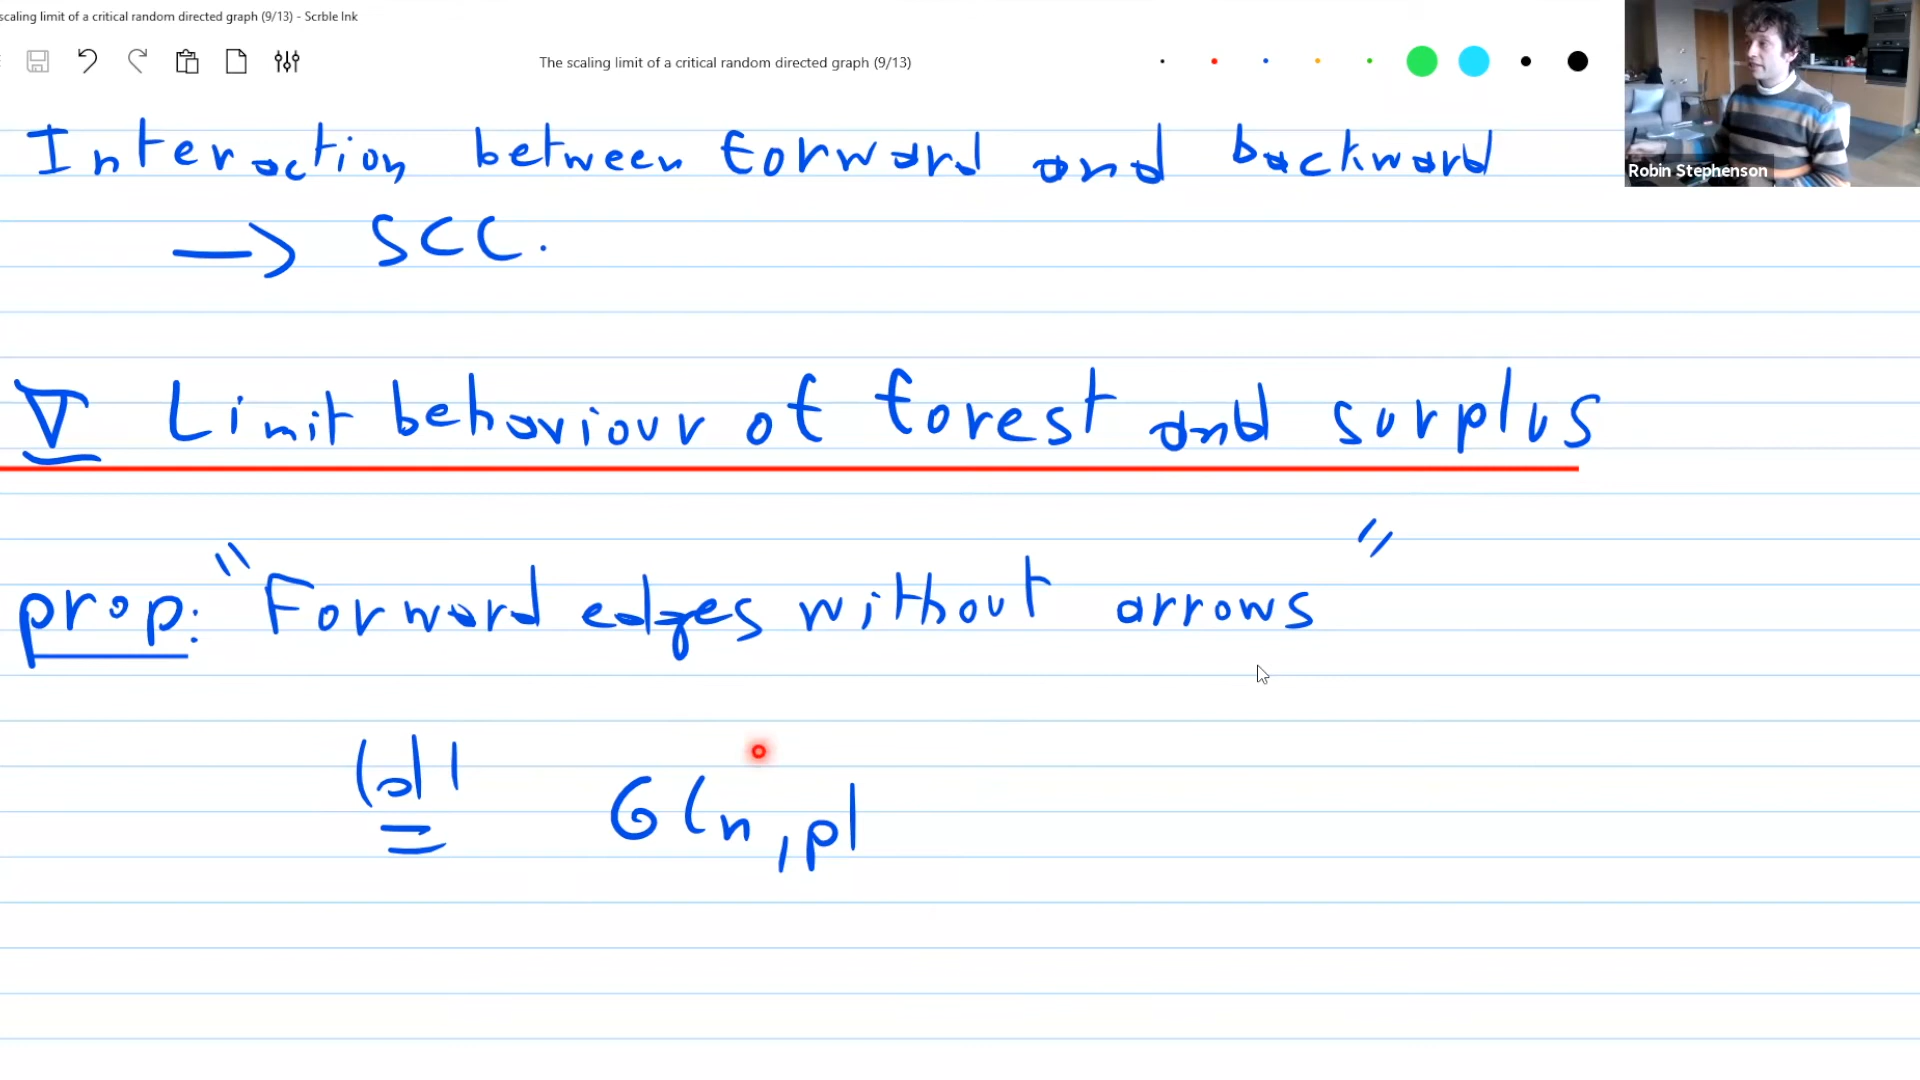 scaling limit of a critical random directed graph (9/13) - Scrble Ink
The scaling limit of a critical random directed graph (9/13)
Robin Stephenson
Interaction between forward and backward
→ SCC.
V Limit behaviour of forest and surplus
prop: "Forward edges without arrows"
(d)
= G(n,p)